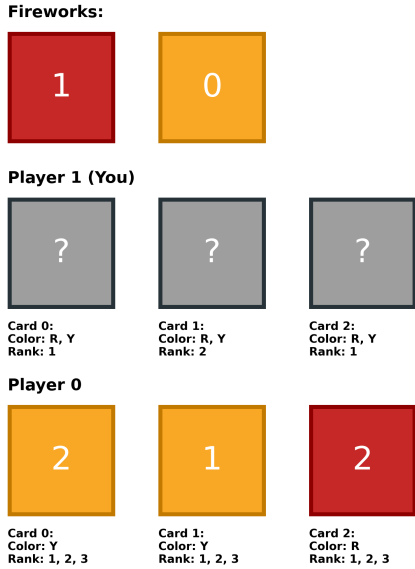 Fireworks:
1 0
Player 1 (You)
? ? ?
Card 0: Card 1: Card 2:
Color: R, Y Color: R, Y Color: R, Y
Rank: 1 Rank: 2 Rank: 1
Player 0
2 1 2
Card 0: Card 1: Card 2:
Color: Y Color: Y Color: R
Rank: 1, 2, 3 Rank: 1, 2, 3 Rank: 1, 2, 3